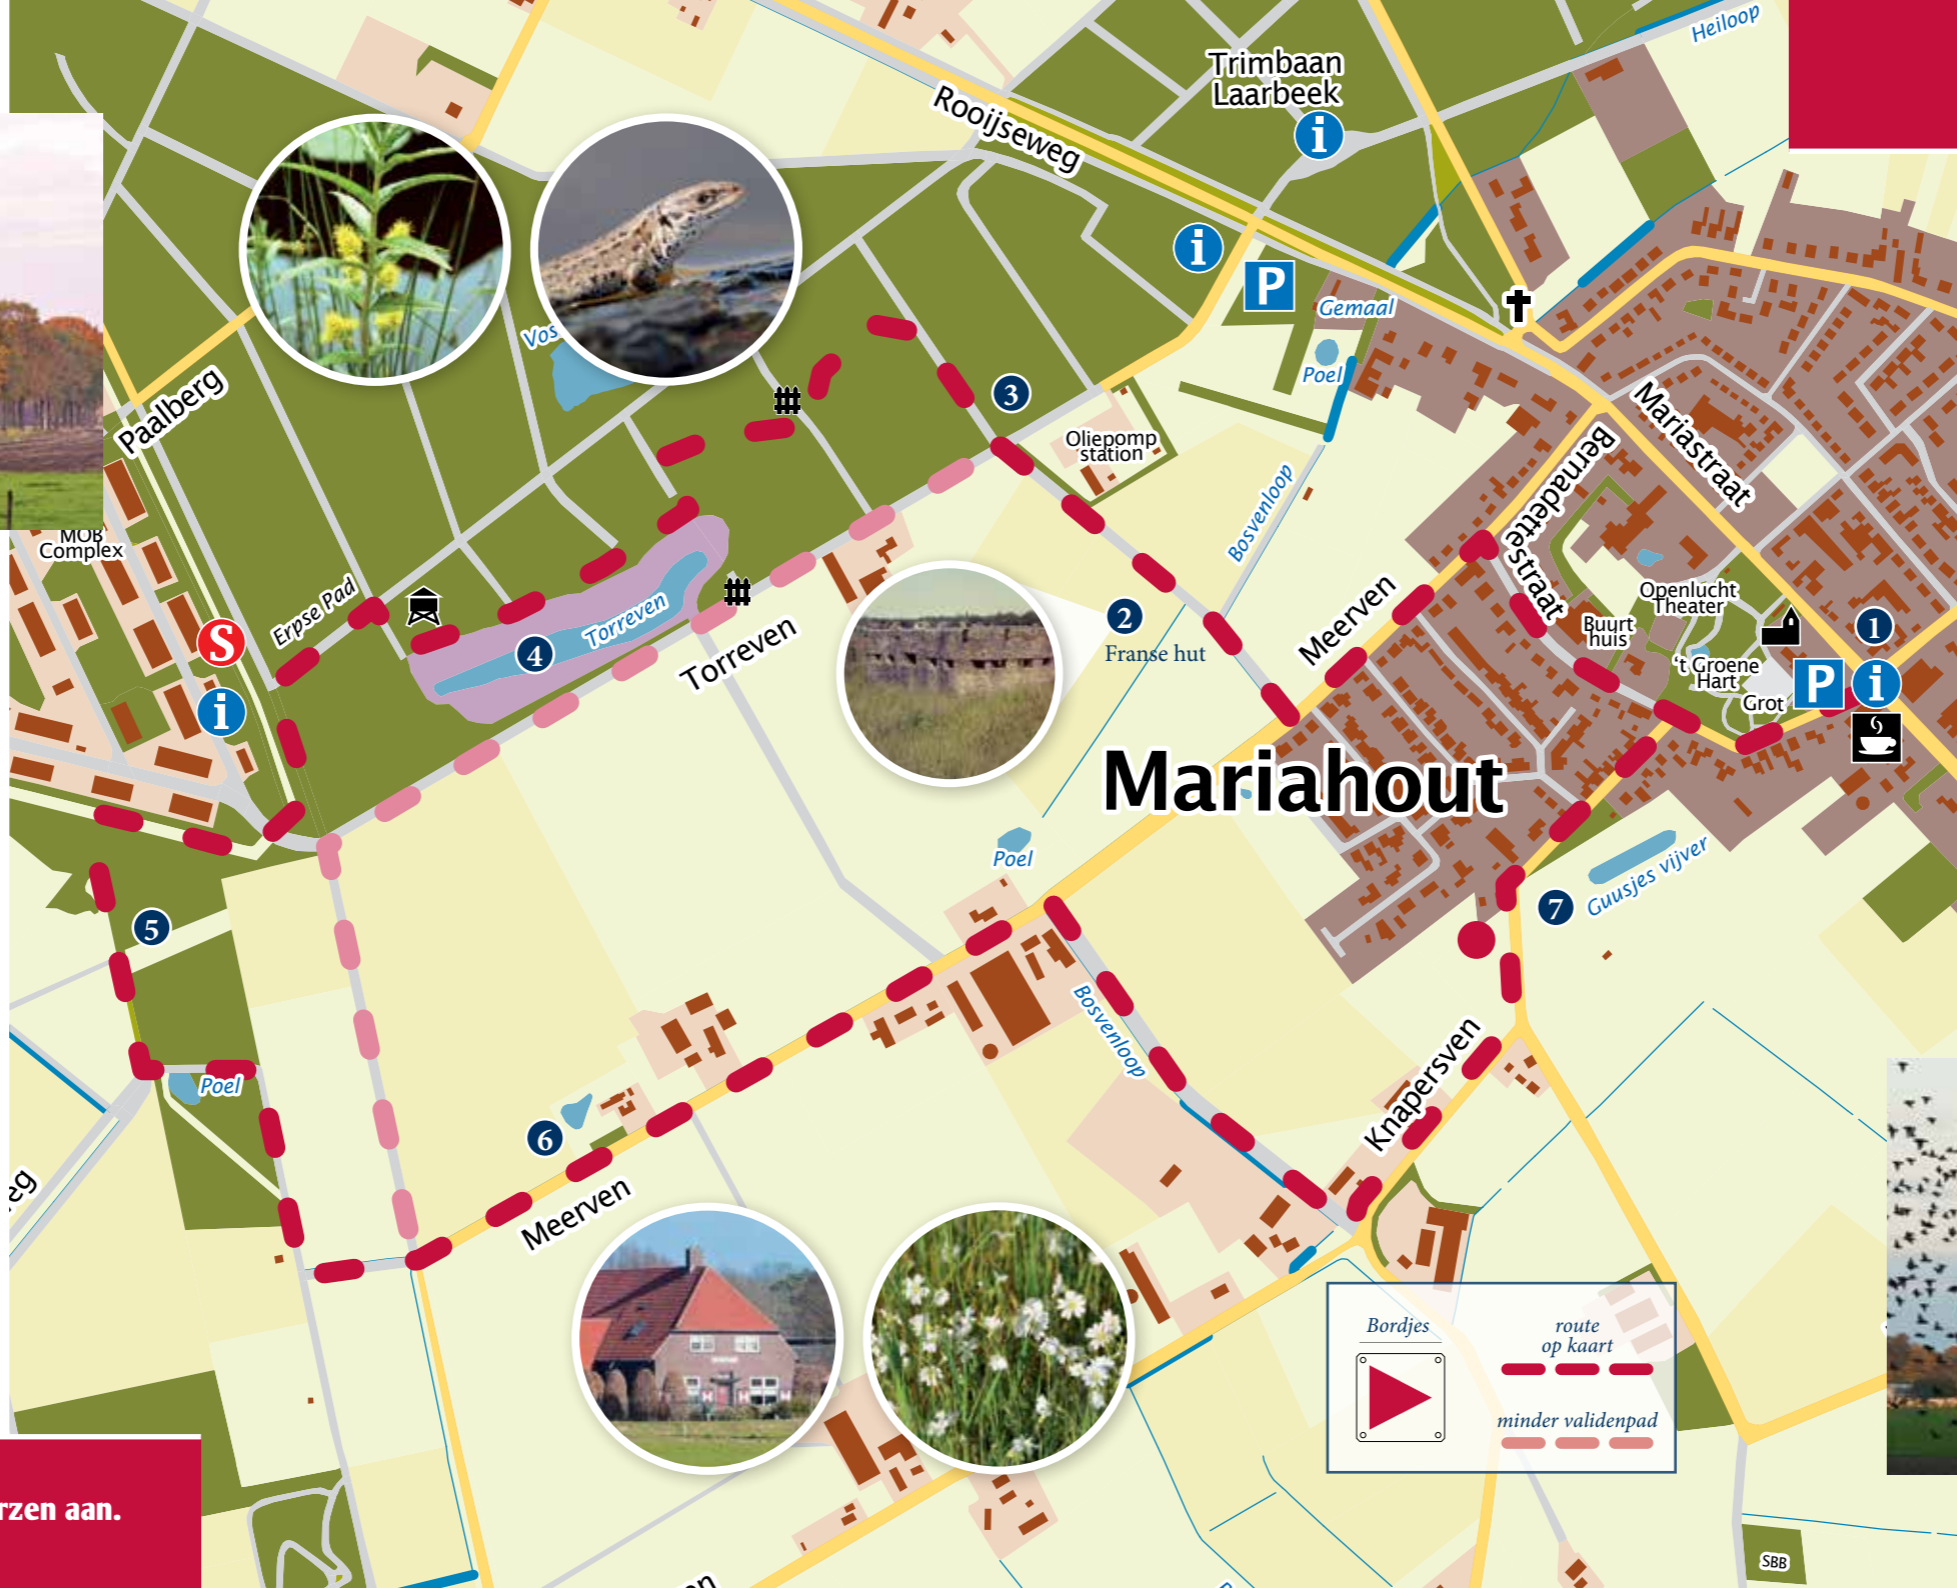 Heiloop
Trimbaan
Laarbeek
i
Rooijseweg
i
P
Gemaal
Poel
Vos
Paalberg
3
Oliepomp
station
Mariastraat
Bernadettestraat
Bosvenloop
MOB
Complex
Erpse Pad
S
i
4
Torreven
Torreven
2
Franse hut
Meerven
Openlucht
Theater
Buurt
huis
't Groene
Hart
Grot
1
P
i
Mariahout
Poel
Guusjes vijver
7
5
Bosvenloop
Knapersven
Poel
6
Meerven
eg
Bordjes
route
op kaart
minder validenpad
rzen aan.
SBB
en